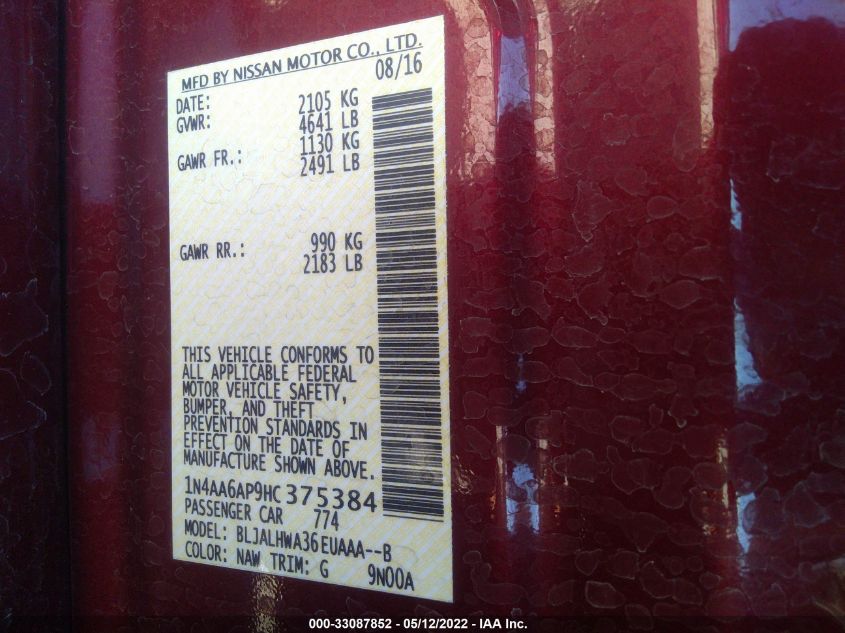 MFD BY NISSAN MOTOR CO., LTD.
DATE: 08/16
GVWR: 2105 KG
4641 LB
GAWR FR.: 1130 KG
2491 LB
GAWR RR.: 990 KG
2183 LB
THIS VEHICLE CONFORMS TO
ALL APPLICABLE FEDERAL
MOTOR VEHICLE SAFETY,
BUMPER, AND THEFT
PREVENTION STANDARDS IN
EFFECT ON THE DATE OF
MANUFACTURE SHOWN ABOVE.
1N4AA6AP9HC375384
PASSENGER CAR 774
MODEL: BLJALHWA36EUAAA--B
COLOR: NAW TRIM: G 9N00A
000-33087852 - 05/12/2022 - IAA Inc.